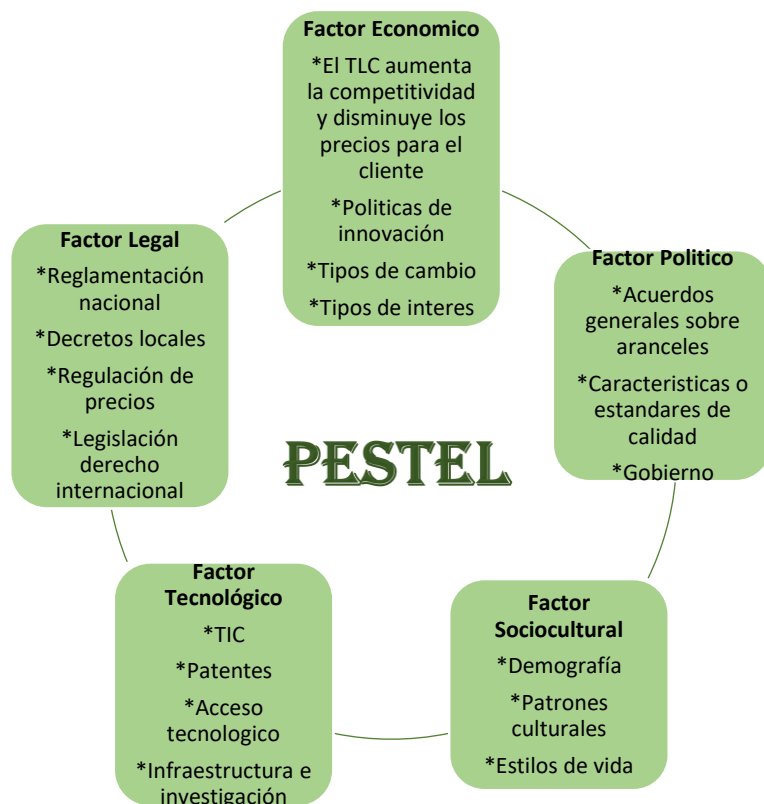 Factor Economico
*El TLC aumenta
la competitividad
y disminuye los
precios para el
cliente
*Politicas de
innovación
*Tipos de cambio
*Tipos de interes
Factor Politico
*Acuerdos
generales sobre
aranceles
*Caracteristicas o
estandares de
calidad
*Gobierno
Factor
Sociocultural
*Demografía
*Patrones
culturales
*Estilos de vida
Factor
Tecnológico
*TIC
*Patentes
*Acceso
tecnologico
*Infraestructura e
investigación
Factor Legal
*Reglamentación
nacional
*Decretos locales
*Regulación de
precios
*Legislación
derecho
internacional
PESTEL